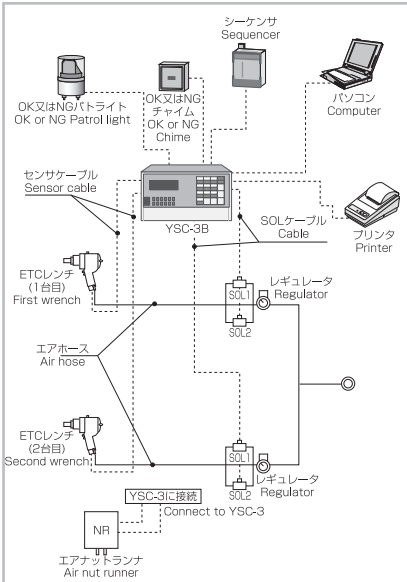 シーケンサ
Sequencer
OK又はNGパトライト
OK or NG Patrol light
OK又はNG
チャイム
OK or NG
Chime
パソコン
Computer
センサケーブル
Sensor cable
YSC-3B
SOLケーブル
Cable
プリンタ
Printer
ETCレンチ
(1台目)
First wrench
SOL1
SOL2
レギュレータ
Regulator
エアホース
Air hose
ETCレンチ
(2台目)
Second wrench
SOL1
SOL2
レギュレータ
Regulator
YSC-3に接続
Connect to YSC-3
NR
エアナットランナ
Air nut runner